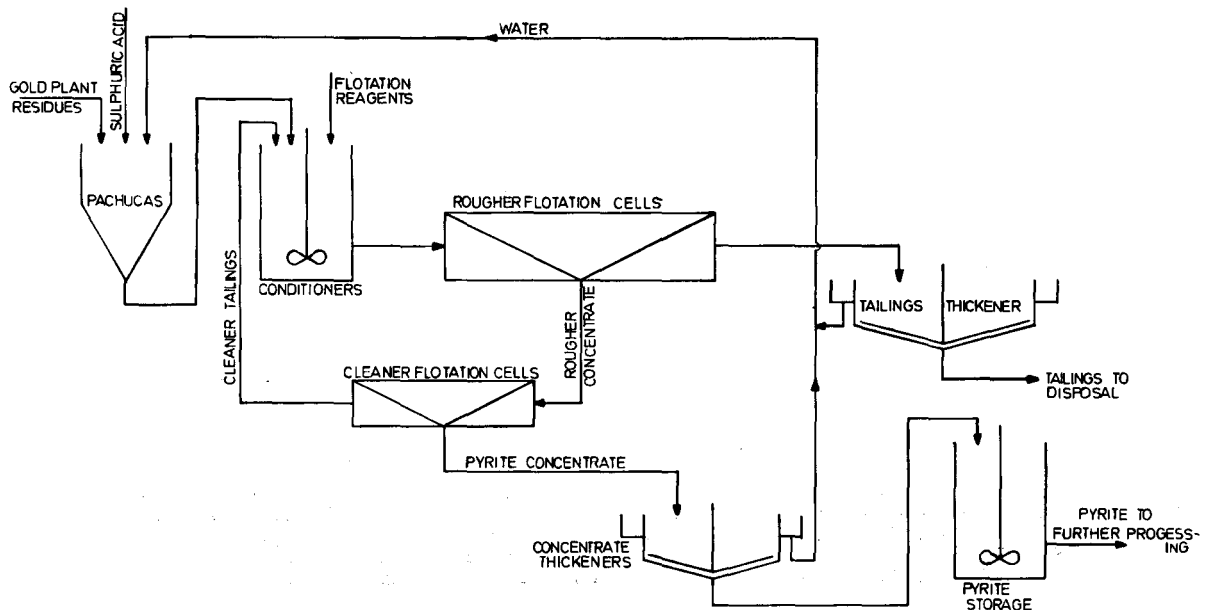 WATER
GOLD PLANT
RESIDUES
SULPHURIC ACID
FLOTATION
REAGENTS
PACHUCAS
ROUGHER FLOTATION CELLS
CONDITIONERS
CLEANER TAILINGS
ROUGHER
CONCENTRATE
TAILINGS THICKENER
CLEANER FLOTATION CELLS
TAILINGS TO
DISPOSAL
PYRITE CONCENTRATE
CONCENTRATE
THICKENERS
PYRITE TO
FURTHER PROGESS-
ING
PYRITE
STORAGE